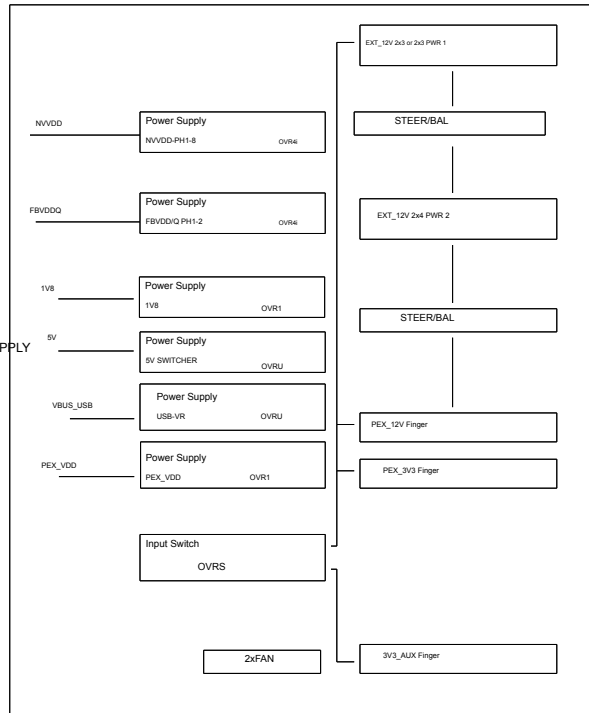 EXT_12V 2x3 or 2x3 PWR 1
NVVDD
Power Supply
NVVDD-PH1-8 OVR4i
STEER/BAL
FBVDDQ
Power Supply
FBVDD/Q PH1-2 OVR4i
EXT_12V 2x4 PWR 2
1V8
Power Supply
1V8 OVR1
STEER/BAL
PPLY
5V
Power Supply
5V SWITCHER OVRU
VBUS_USB
Power Supply
USB-VR OVRU
PEX_12V Finger
PEX_VDD
Power Supply
PEX_VDD OVR1
PEX_3V3 Finger
Input Switch
OVRS
2xFAN
3V3_AUX Finger